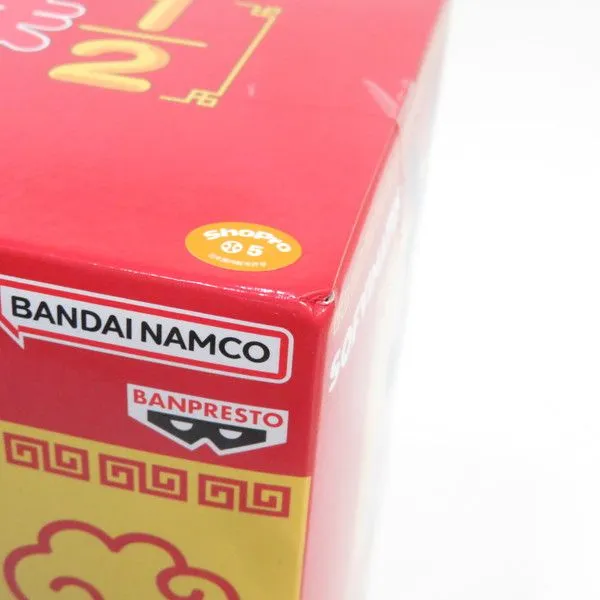 1/2
ShoPro
5
BANDAI NAMCO
BANPRESTO